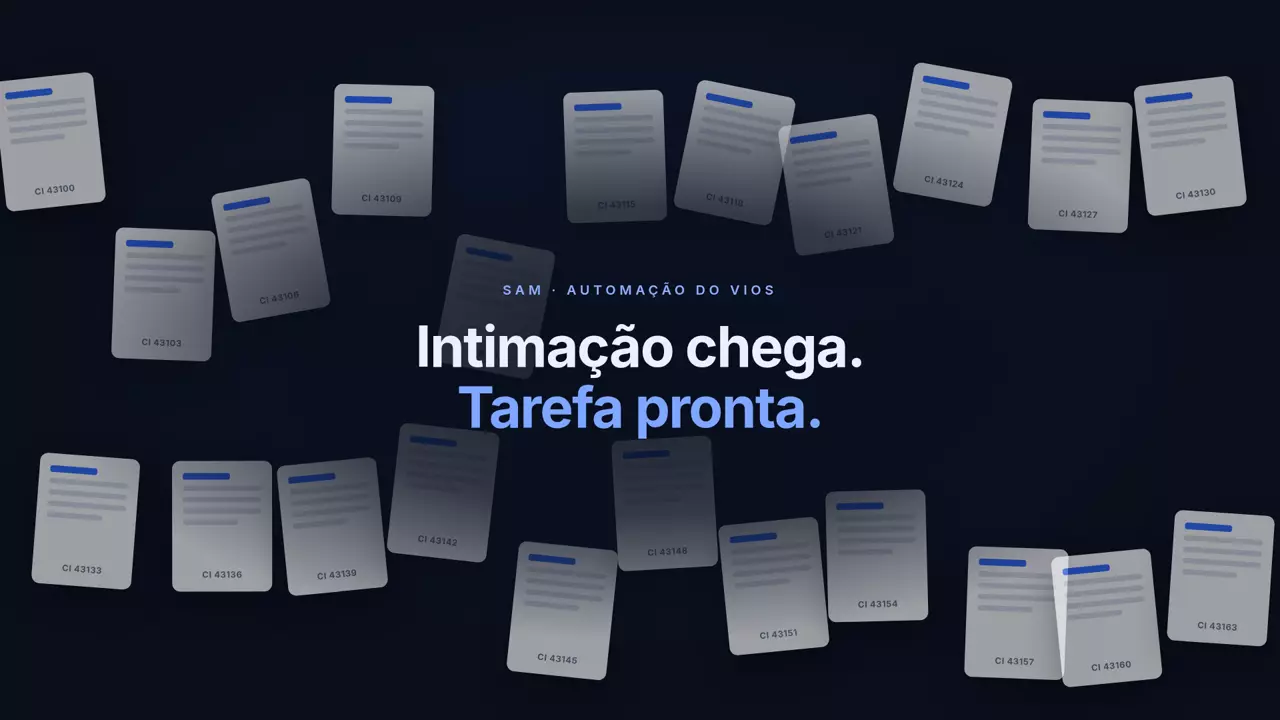 CI 43100
CI 43109
CI 43115
CI 43118
CI 43121
CI 43124
CI 43127
CI 43130
CI 43103
CI 43106
SAM · AUTOMAÇÃO DO VIOS
Intimação chega.
Tarefa pronta.
CI 43133
CI 43136
CI 43139
CI 43142
CI 43145
CI 43148
CI 43151
CI 43154
CI 43157
CI 43160
CI 43163